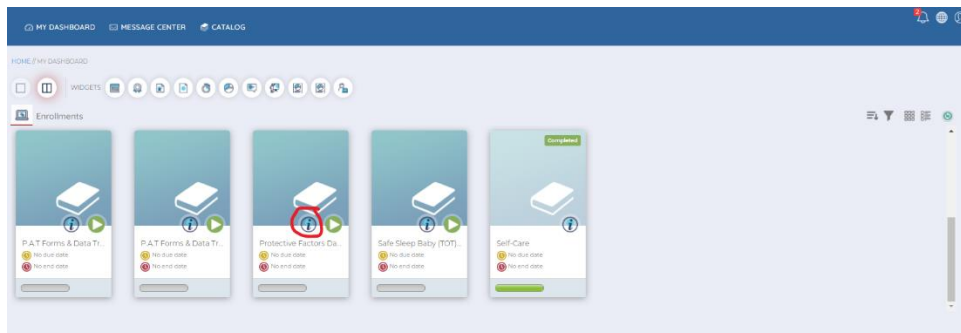 MY DASHBOARD MESSAGE CENTER CATALOG
2
HOME // MY DASHBOARD
WIDGETS
Enrollments
Completed
P.A.T Forms & Data Tr...
No due date
No end date
P.A.T Forms & Data Tr...
No due date
No end date
Protective Factors Da...
No due date
No end date
Safe Sleep Baby (TOT)...
No due date
No end date
Self-Care
No due date
No end date